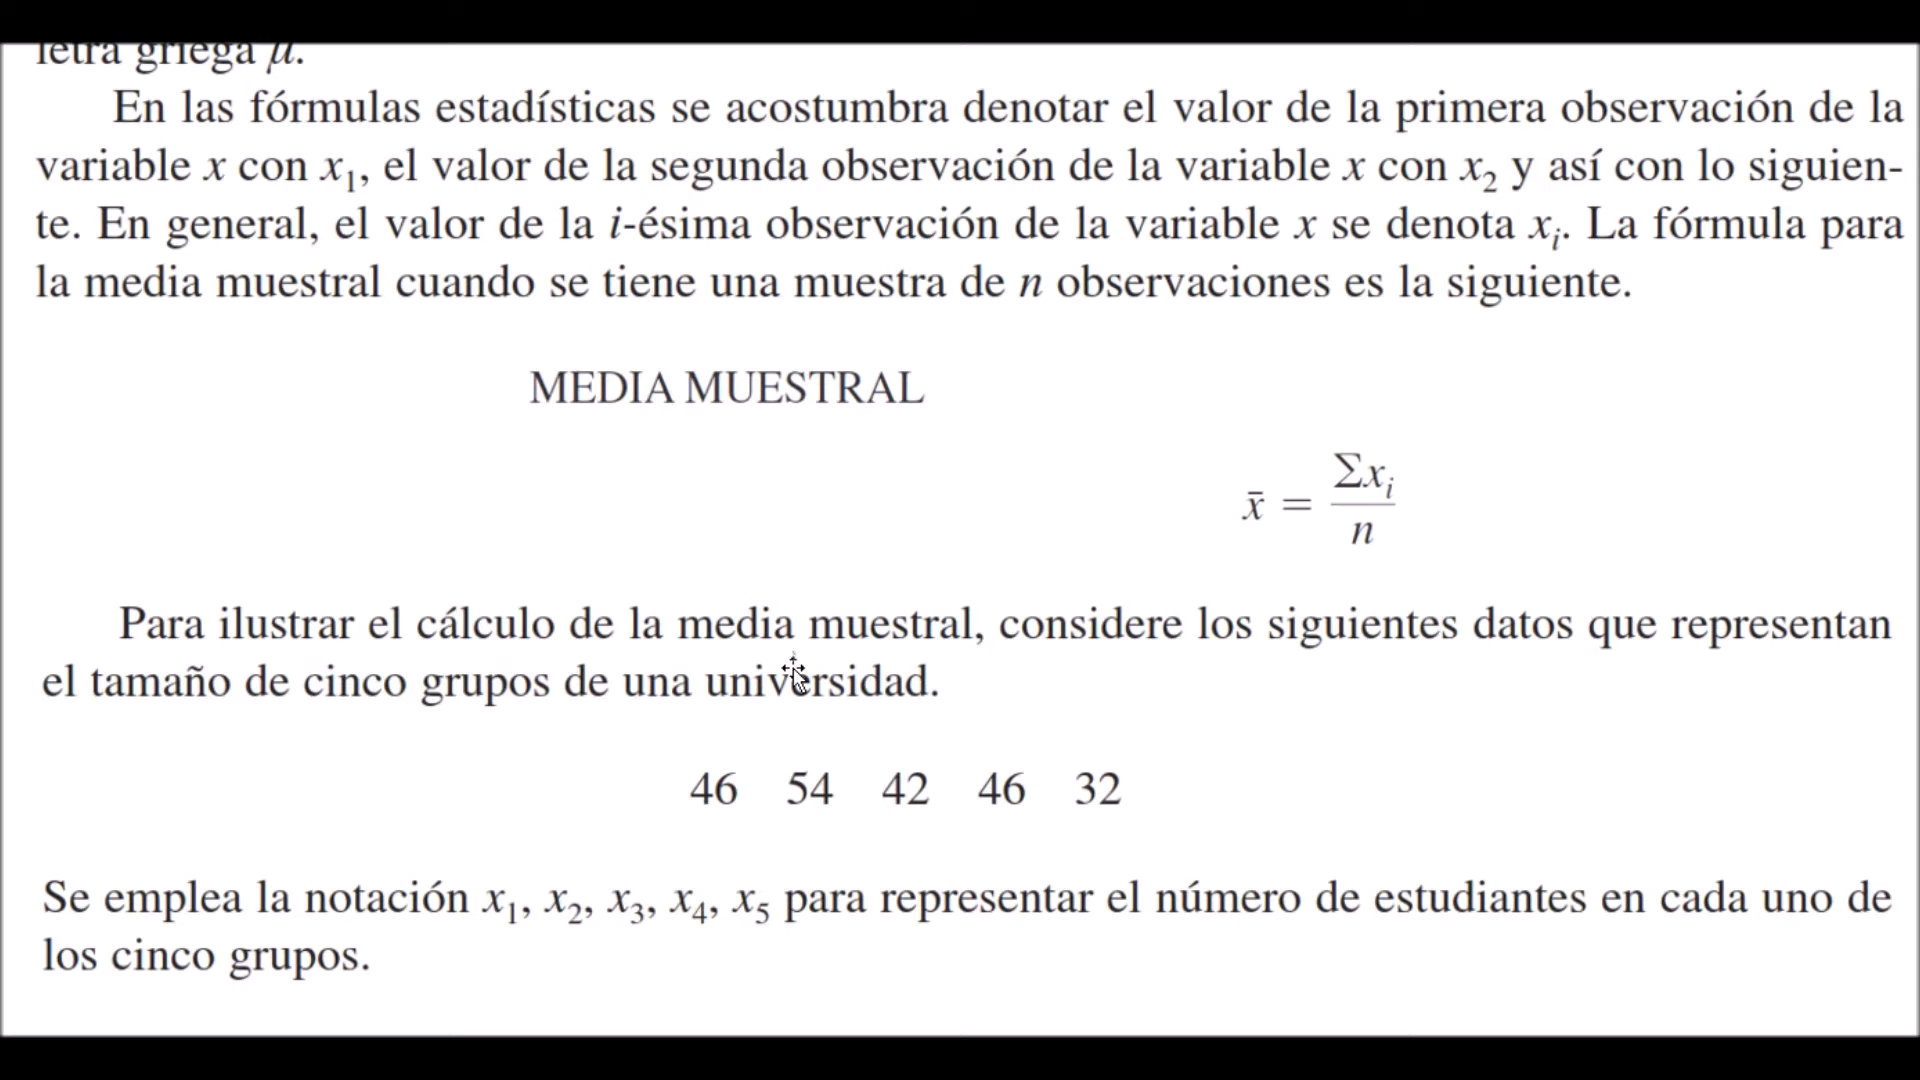 letra griega μ.
En las fórmulas estadísticas se acostumbra denotar el valor de la primera observación de la
variable x con x₁, el valor de la segunda observación de la variable x con x₂ y así con lo siguien-
te. En general, el valor de la i-ésima observación de la variable x se denota xᵢ. La fórmula para
la media muestral cuando se tiene una muestra de n observaciones es la siguiente.
MEDIA MUESTRAL
x̄ = Σxᵢ / n
Para ilustrar el cálculo de la media muestral, considere los siguientes datos que representan
el tamaño de cinco grupos de una universidad.
46 54 42 46 32
Se emplea la notación x₁, x₂, x₃, x₄, x₅ para representar el número de estudiantes en cada uno de
los cinco grupos.